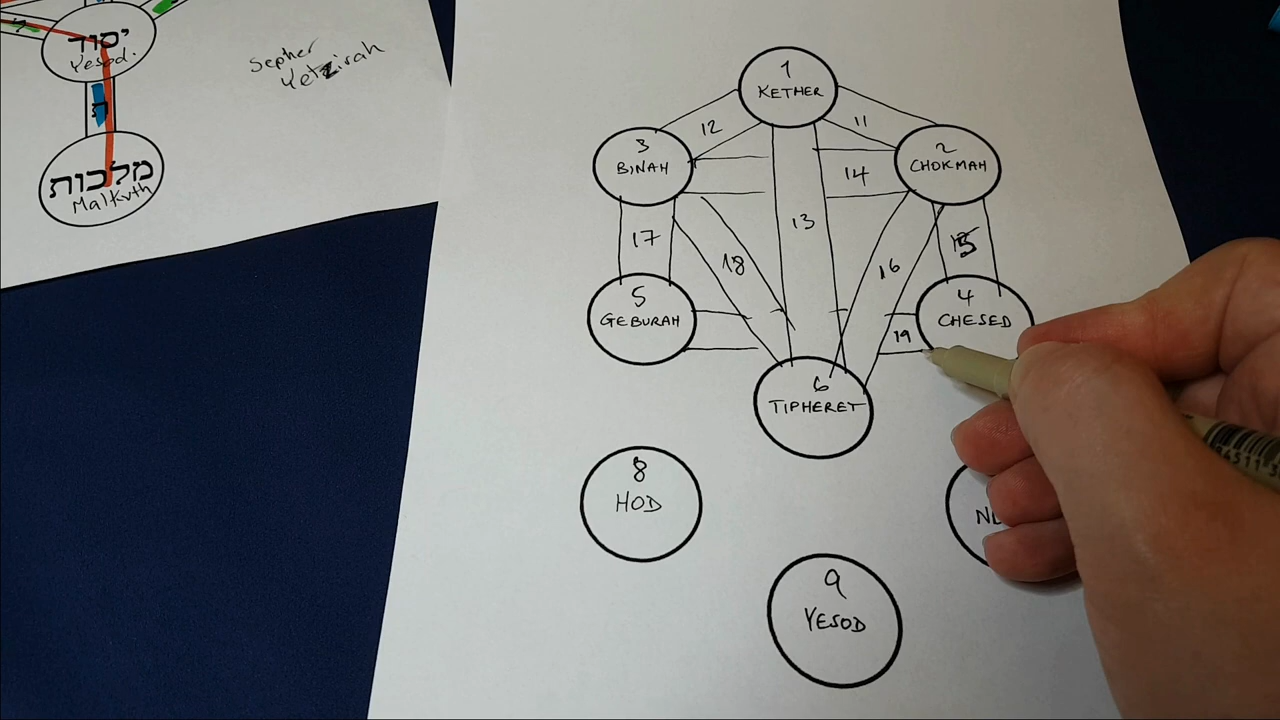 יסוד
Yesod.
ת
מלכות
Malkuth
Sepher
Yetzirah
1
KETHER
12
11
3
BINAH
2
CHOKMAH
14
13
17
18
16
15
5
GEBURAH
4
CHESED
19
6
TIPHERET
8
HOD
9
YESOD